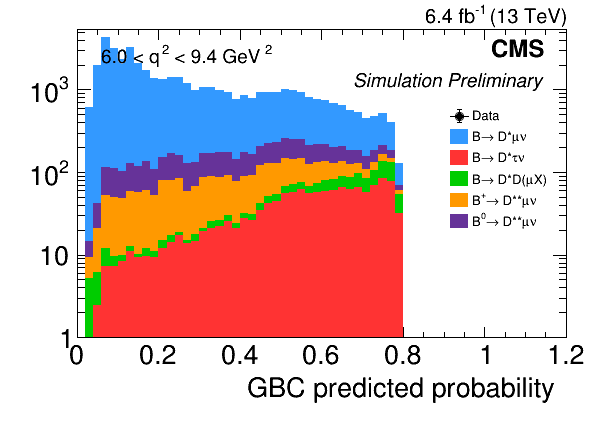 6.4 fb⁻¹ (13 TeV)
6.0 < q² < 9.4 GeV ²
CMS
Simulation Preliminary
Data
B→ D*μν
B→ D*τν
B→ D*D(μX)
B⁺→ D**μν
B⁰→ D**μν
10³
10²
10
1
0 0.2 0.4 0.6 0.8 1 1.2
GBC predicted probability